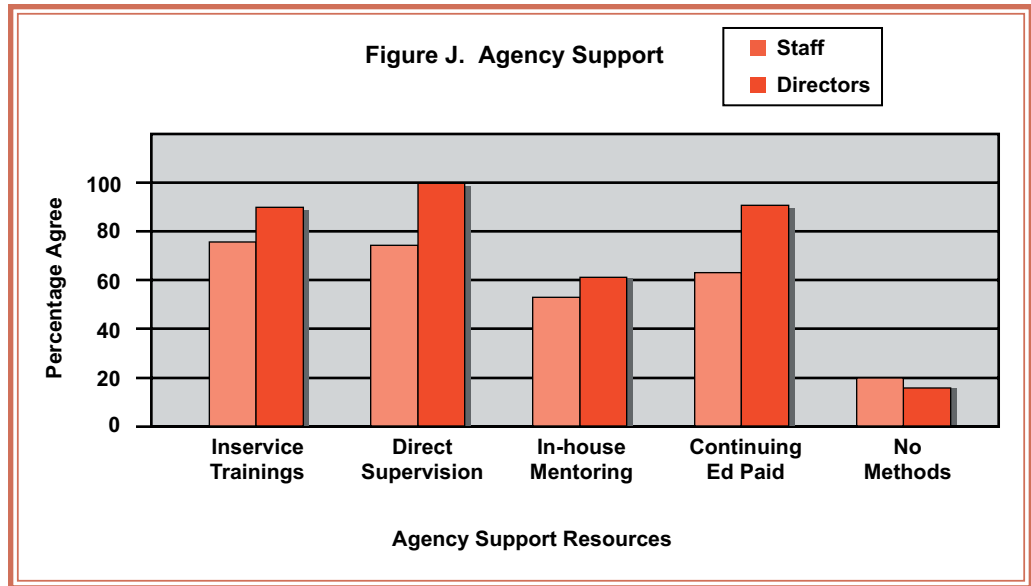 Figure J. Agency Support
Staff
Directors
Percentage Agree
100
80
60
40
20
0
Inservice Trainings
Direct Supervision
In-house Mentoring
Continuing Ed Paid
No Methods
Agency Support Resources